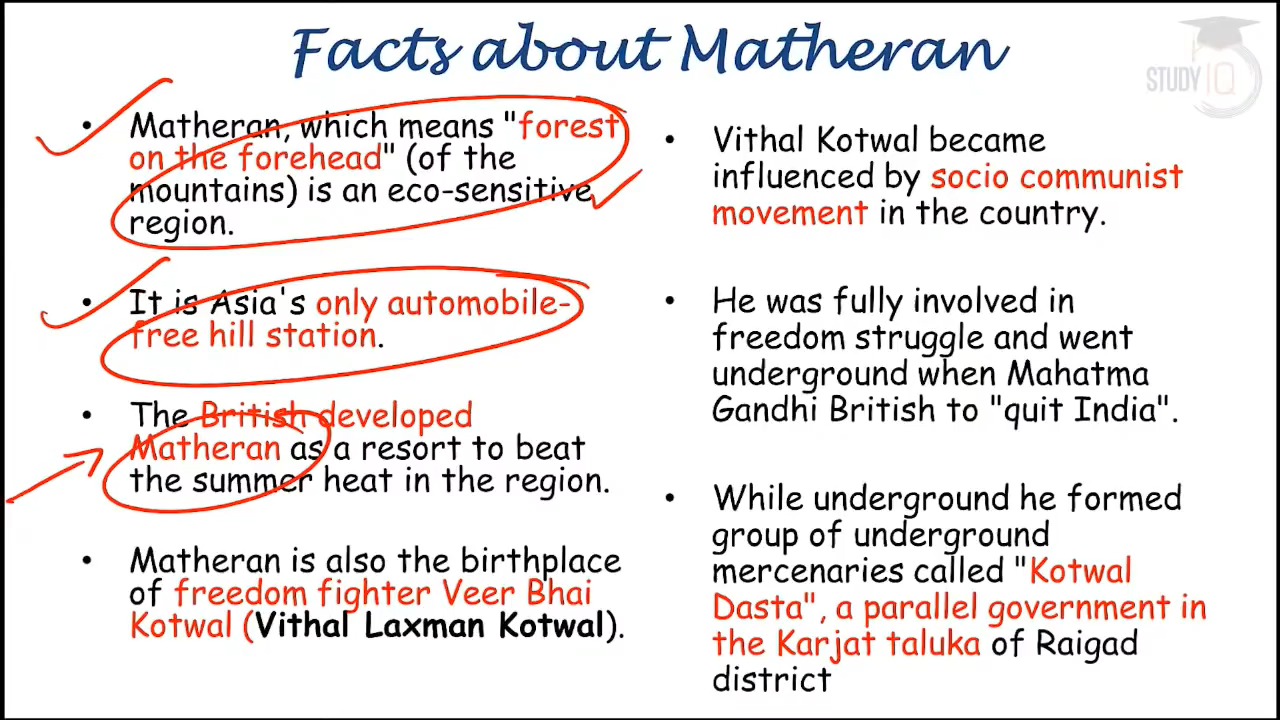 Facts about Matheran
STUDY IQ
• Matheran, which means "forest
on the forehead" (of the
mountains) is an eco-sensitive
region.
• It is Asia's only automobile-
free hill station.
• The British developed
Matheran as a resort to beat
the summer heat in the region.
• Matheran is also the birthplace
of freedom fighter Veer Bhai
Kotwal (Vithal Laxman Kotwal).
• Vithal Kotwal became
influenced by socio communist
movement in the country.
• He was fully involved in
freedom struggle and went
underground when Mahatma
Gandhi British to "quit India".
• While underground he formed
group of underground
mercenaries called "Kotwal
Dasta", a parallel government in
the Karjat taluka of Raigad
district